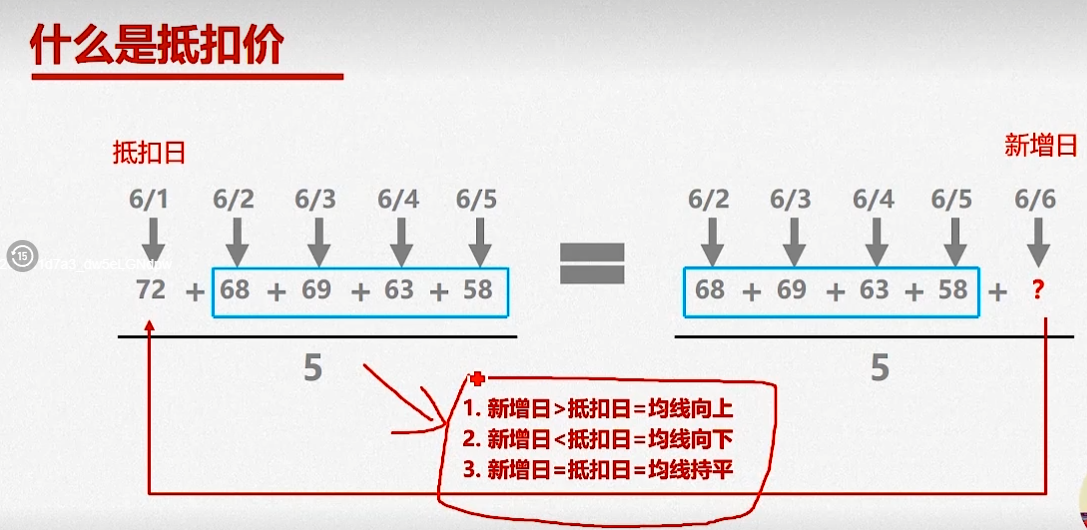 什么是抵扣价
抵扣日
新增日
6/1 6/2 6/3 6/4 6/5
6/2 6/3 6/4 6/5 6/6
15
72 + 68 + 69 + 63 + 58
=
68 + 69 + 63 + 58 + ?
5
5
1. 新增日>抵扣日=均线向上
2. 新增日<抵扣日=均线向下
3. 新增日=抵扣日=均线持平